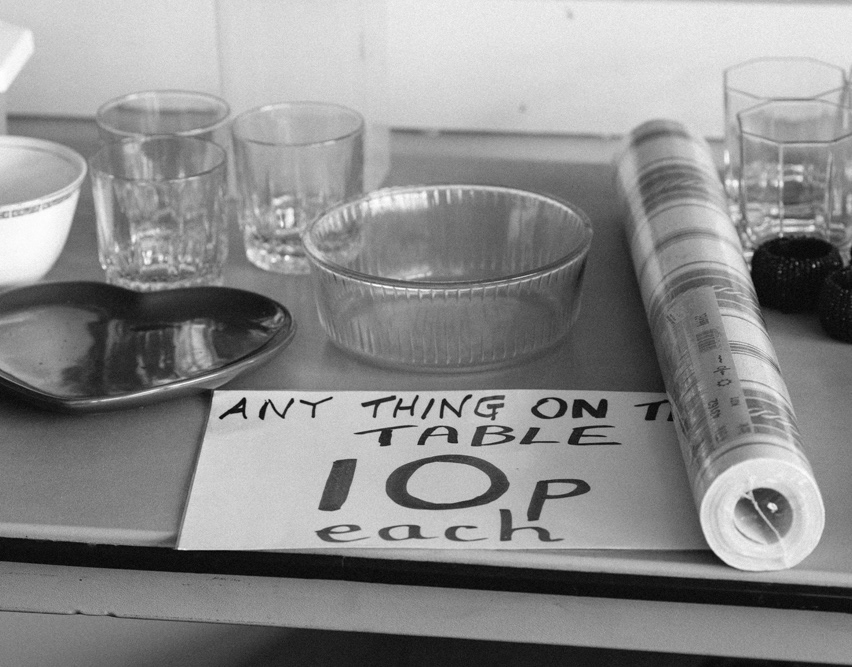 ANY THING ON
TABLE
10p
each